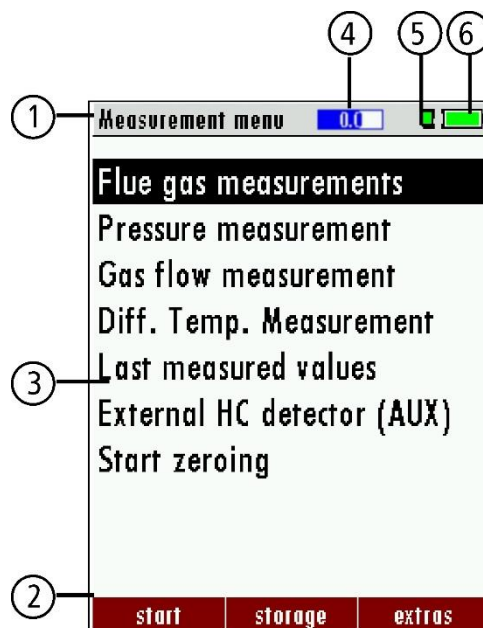 4 5 6
1 Measurement menu 0.0
Flue gas measurements
Pressure measurement
Gas flow measurement
Diff. Temp. Measurement
3 Last measured values
External HC detector (AUX)
Start zeroing
2 start storage extras